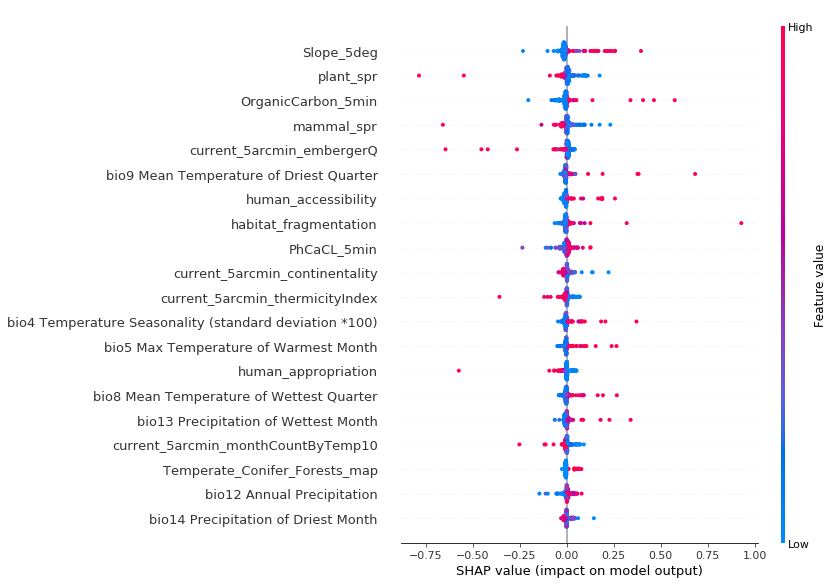 High
Slope_5deg
plant_spr
OrganicCarbon_5min
mammal_spr
current_5arcmin_embergerQ
bio9 Mean Temperature of Driest Quarter
human_accessibility
habitat_fragmentation
PhCaCL_5min
current_5arcmin_continentality
current_5arcmin_thermicityIndex
bio4 Temperature Seasonality (standard deviation *100)
bio5 Max Temperature of Warmest Month
human_appropriation
bio8 Mean Temperature of Wettest Quarter
bio13 Precipitation of Wettest Month
current_5arcmin_monthCountByTemp10
Temperate_Conifer_Forests_map
bio12 Annual Precipitation
bio14 Precipitation of Driest Month
Feature value
Low
−0.75 −0.50 −0.25 0.00 0.25 0.50 0.75 1.00
SHAP value (impact on model output)